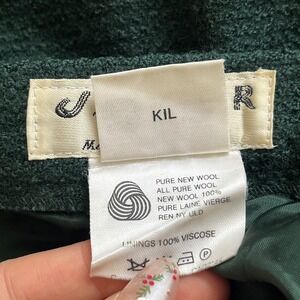 J R
KIL
PURE NEW WOOL
ALL PURE WOOL
NEW WOOL 100%
PURE LAINE VIERGE
REN NY ULD
LININGS 100% VISCOSE